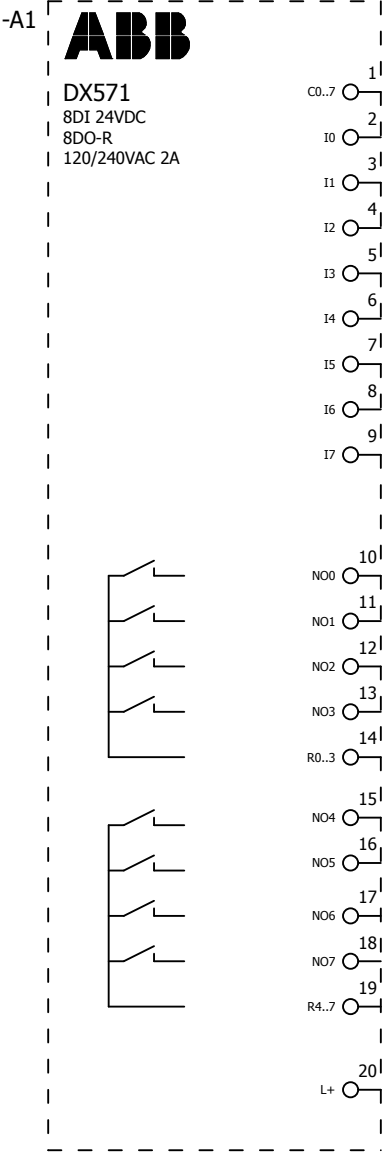 -A1
ABB
DX571
8DI 24VDC
8DO-R
120/240VAC 2A
C0..7 1
I0 2
I1 3
I2 4
I3 5
I4 6
I5 7
I6 8
I7 9
NO0 10
NO1 11
NO2 12
NO3 13
R0..3 14
NO4 15
NO5 16
NO6 17
NO7 18
R4..7 19
L+ 20